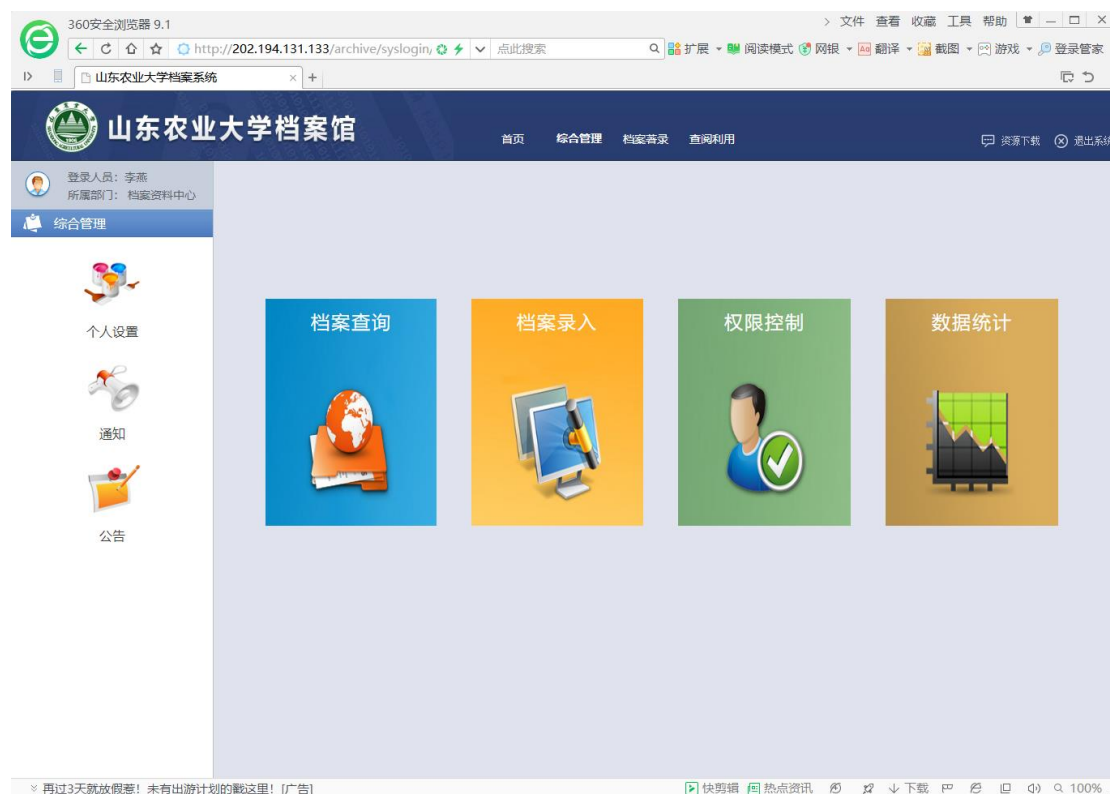 360安全浏览器 9.1
文件 查看 收藏 工具 帮助
http://202.194.131.133/archive/syslogin/
点此搜索
扩展 阅读模式 网银 翻译 截图 游戏 登录管家
山东农业大学档案系统
山东农业大学档案馆
首页 综合管理 档案著录 查阅利用
资源下载 退出系统
登录人员: 李燕
所属部门: 档案资料中心
综合管理
个人设置
通知
公告
档案查询
档案录入
权限控制
数据统计
再过3天就放假惹!未有出游计划的戳这里! [广告]
快剪辑 热点资讯 下载 100%